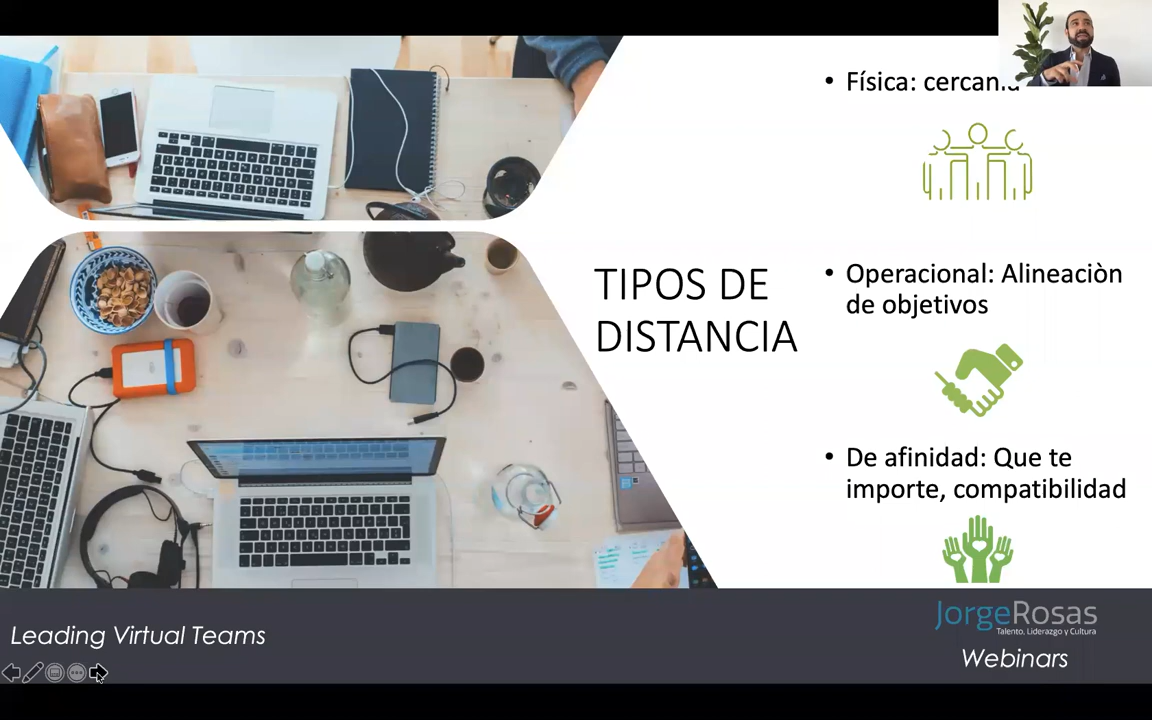 • Física: cercanía
TIPOS DE
DISTANCIA
• Operacional: Alineaciòn
de objetivos
• De afinidad: Que te
importe, compatibilidad
JorgeRosas
Talento, Liderazgo y Cultura
Leading Virtual Teams
Webinars